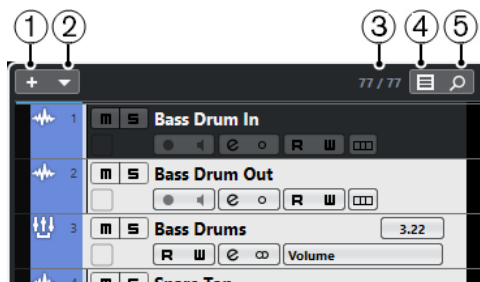 1 2 3 4 5
+ 77 / 77
1 m S Bass Drum In
e R W
2 m S Bass Drum Out
e R W
3 m S Bass Drums 3.22
R W e Volume